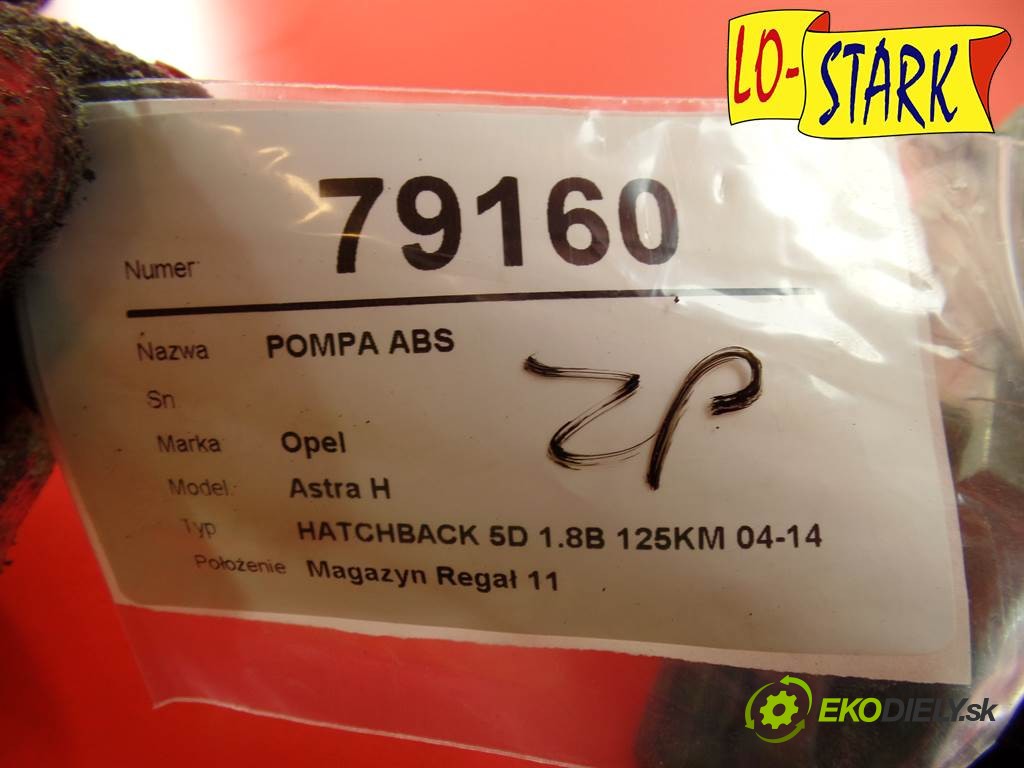 LO-STARK
Numer 79160
Nazwa POMPA ABS
ZP
Sn
Marka Opel
Model: Astra H
Typ HATCHBACK 5D 1.8B 125KM 04-14
Położenie Magazyn Regał 11
EKODIELY.sk